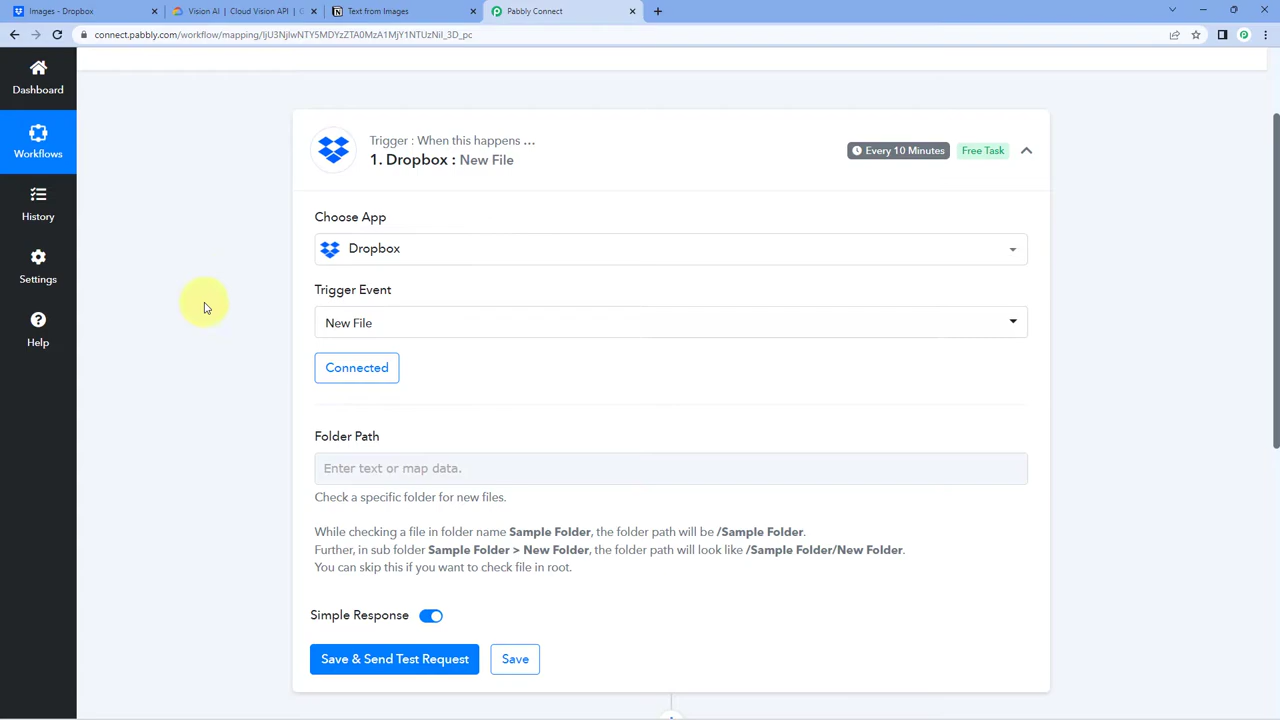 Images - Dropbox
Vision AI | Cloud Vision API | G
Text from Images
Pabbly Connect
Dashboard
Workflows
History
Settings
Help
Trigger : When this happens ...
1. Dropbox : New File
Every 10 Minutes
Free Task
Choose App
Dropbox
Trigger Event
New File
Connected
Folder Path
Enter text or map data.
Check a specific folder for new files.
While checking a file in folder name Sample Folder, the folder path will be /Sample Folder.
Further, in sub folder Sample Folder > New Folder, the folder path will look like /Sample Folder/New Folder.
You can skip this if you want to check file in root.
Simple Response
Save & Send Test Request
Save